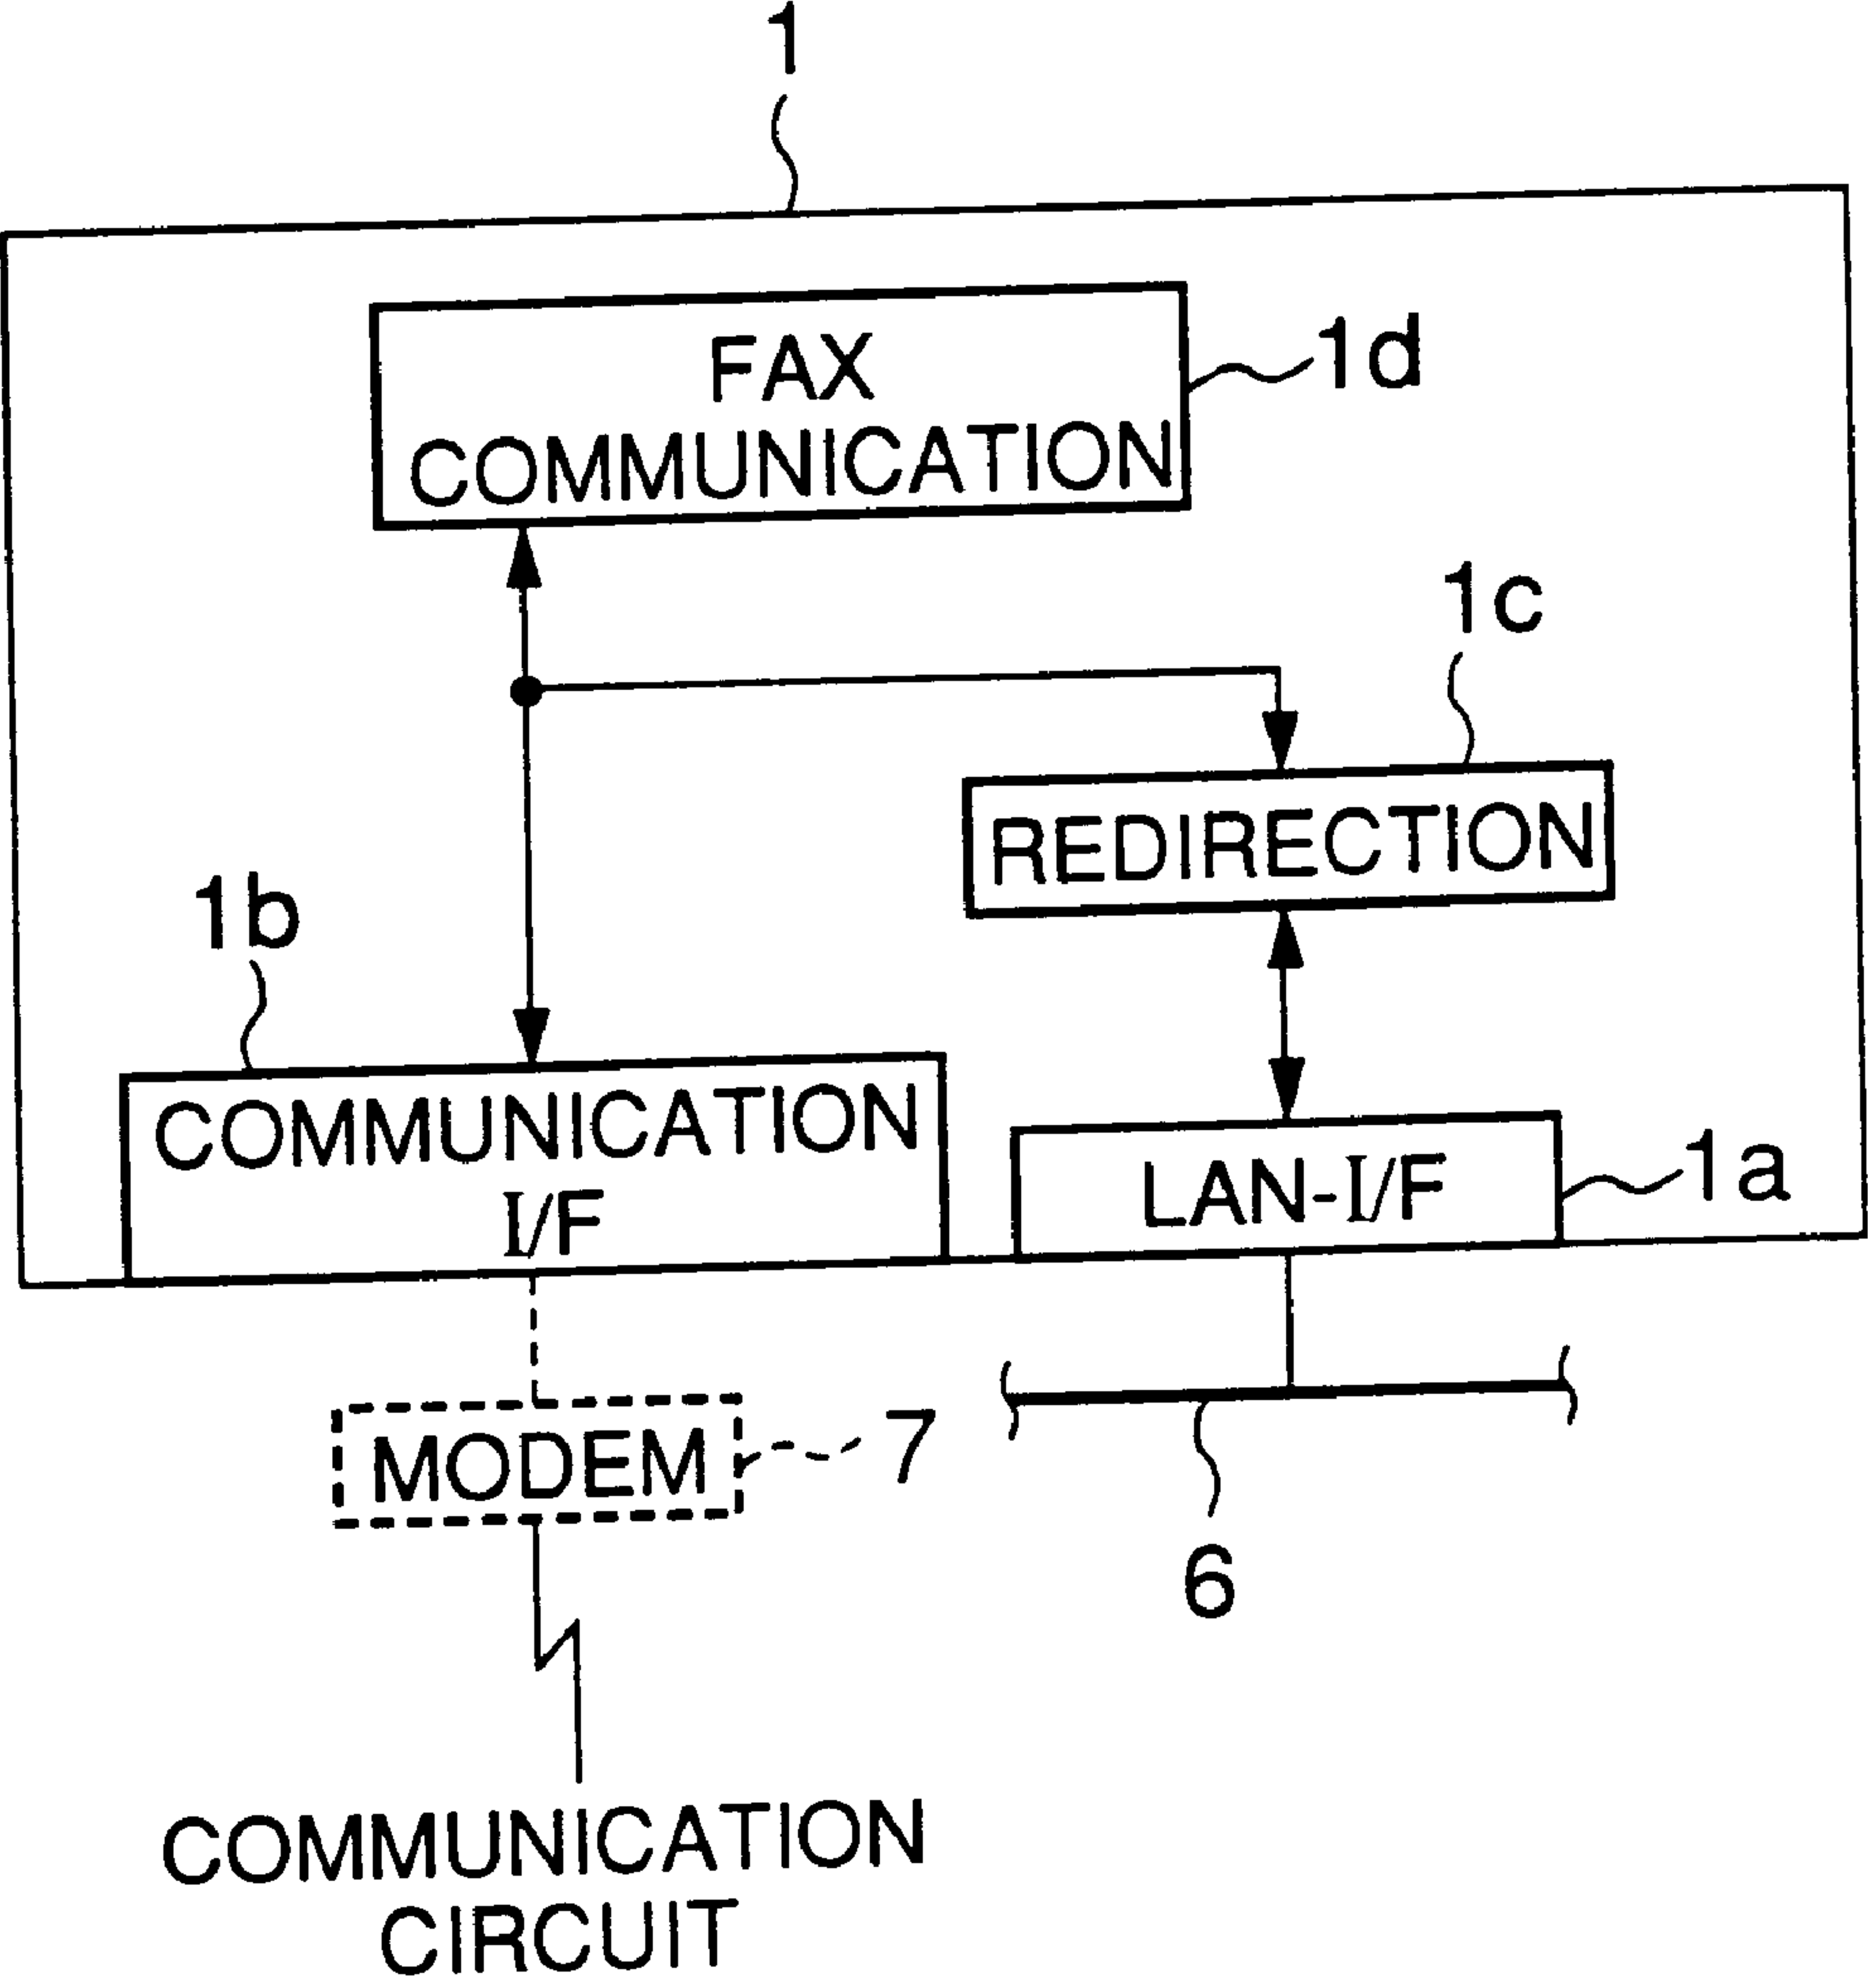 1
FAX
COMMUNICATION
1d
1c
REDIRECTION
1b
COMMUNICATION
I/F
LAN-I/F
1a
MODEM
7
6
COMMUNICATION
CIRCUIT